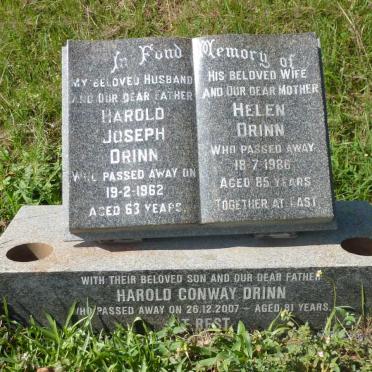 In Fond Memory of
My beloved husband
and our dear father
Harold
Joseph
Drinn
who passed away on
19-2-1962
aged 63 years
his beloved wife
and our dear mother
Helen
Drinn
who passed away
18-7-1986
aged 85 years
together at last
with their beloved son and our dear father
Harold Conway Drinn
who passed away on 26.12.2007 - aged 81 years
at rest